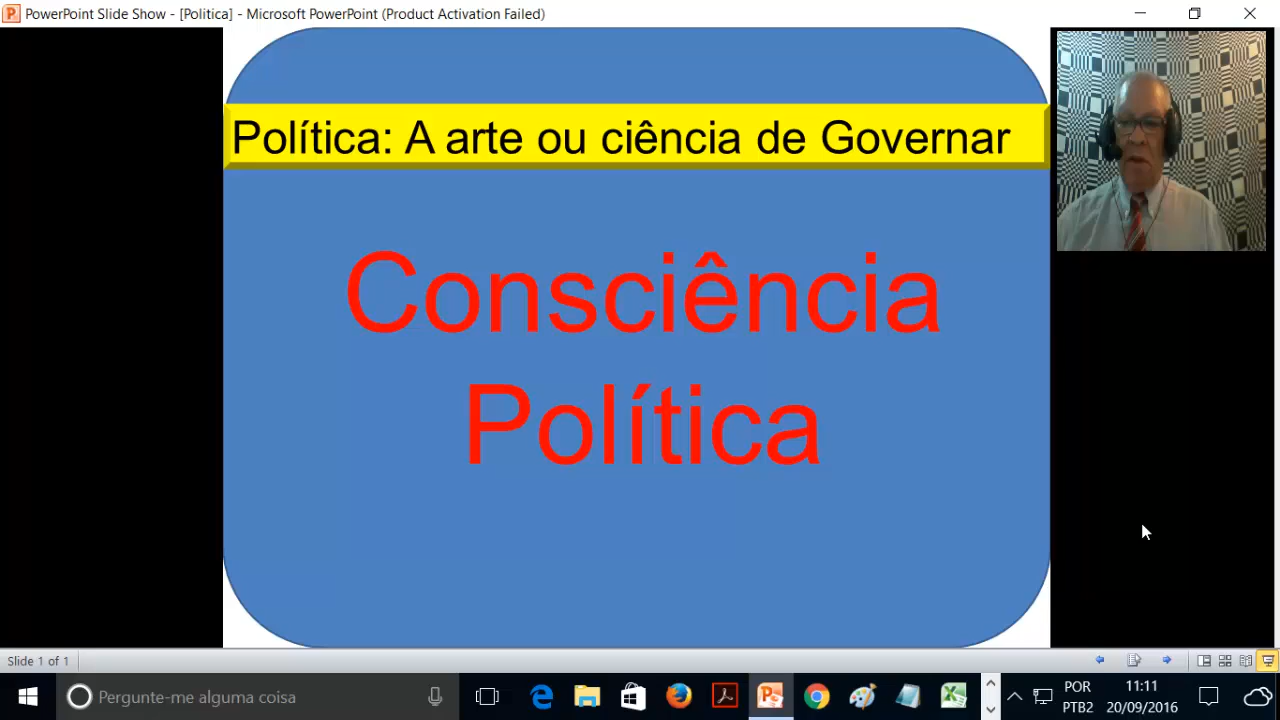 PowerPoint Slide Show - [Politica] - Microsoft PowerPoint (Product Activation Failed)
Política: A arte ou ciência de Governar
Consciência
Política
Slide 1 of 1
Pergunte-me alguma coisa
POR
PTB2
11:11
20/09/2016